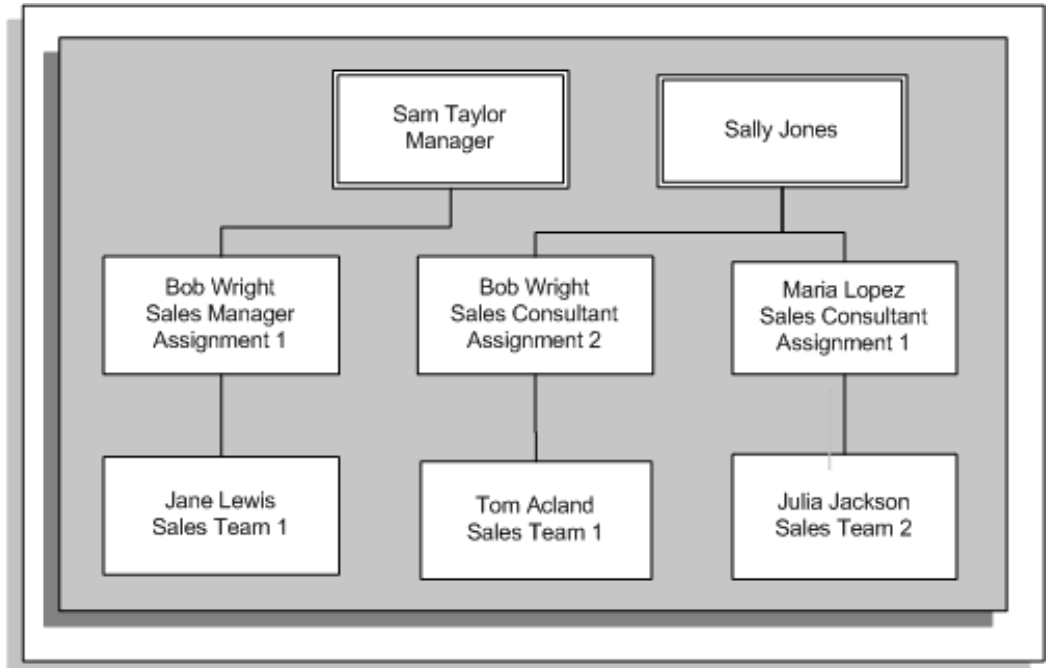 Sam Taylor
Manager
Sally Jones
Bob Wright
Sales Manager
Assignment 1
Bob Wright
Sales Consultant
Assignment 2
Maria Lopez
Sales Consultant
Assignment 1
Jane Lewis
Sales Team 1
Tom Acland
Sales Team 1
Julia Jackson
Sales Team 2